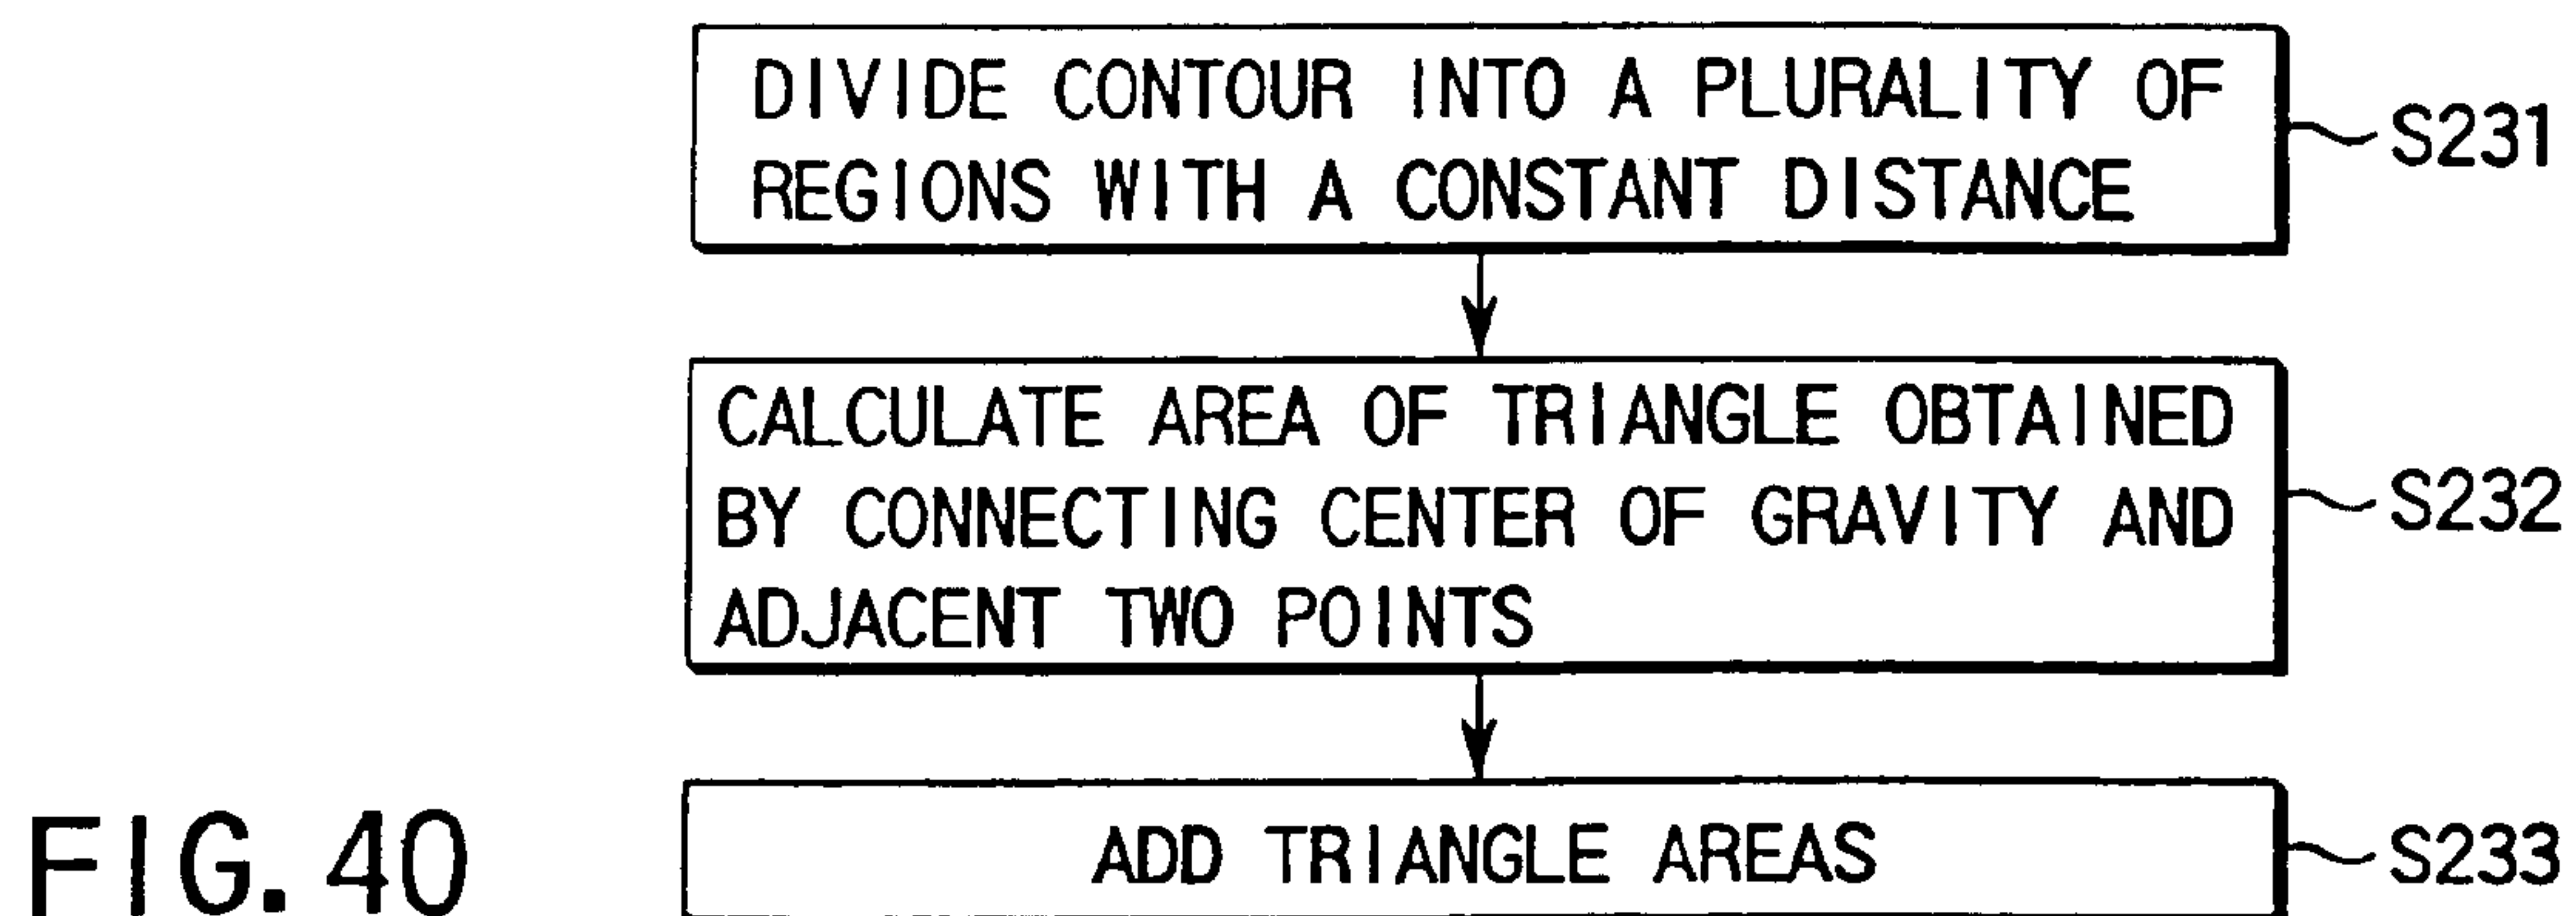 DIVIDE CONTOUR INTO A PLURALITY OF
REGIONS WITH A CONSTANT DISTANCE
S231
CALCULATE AREA OF TRIANGLE OBTAINED
BY CONNECTING CENTER OF GRAVITY AND
ADJACENT TWO POINTS
S232
ADD TRIANGLE AREAS
S233
FIG. 40